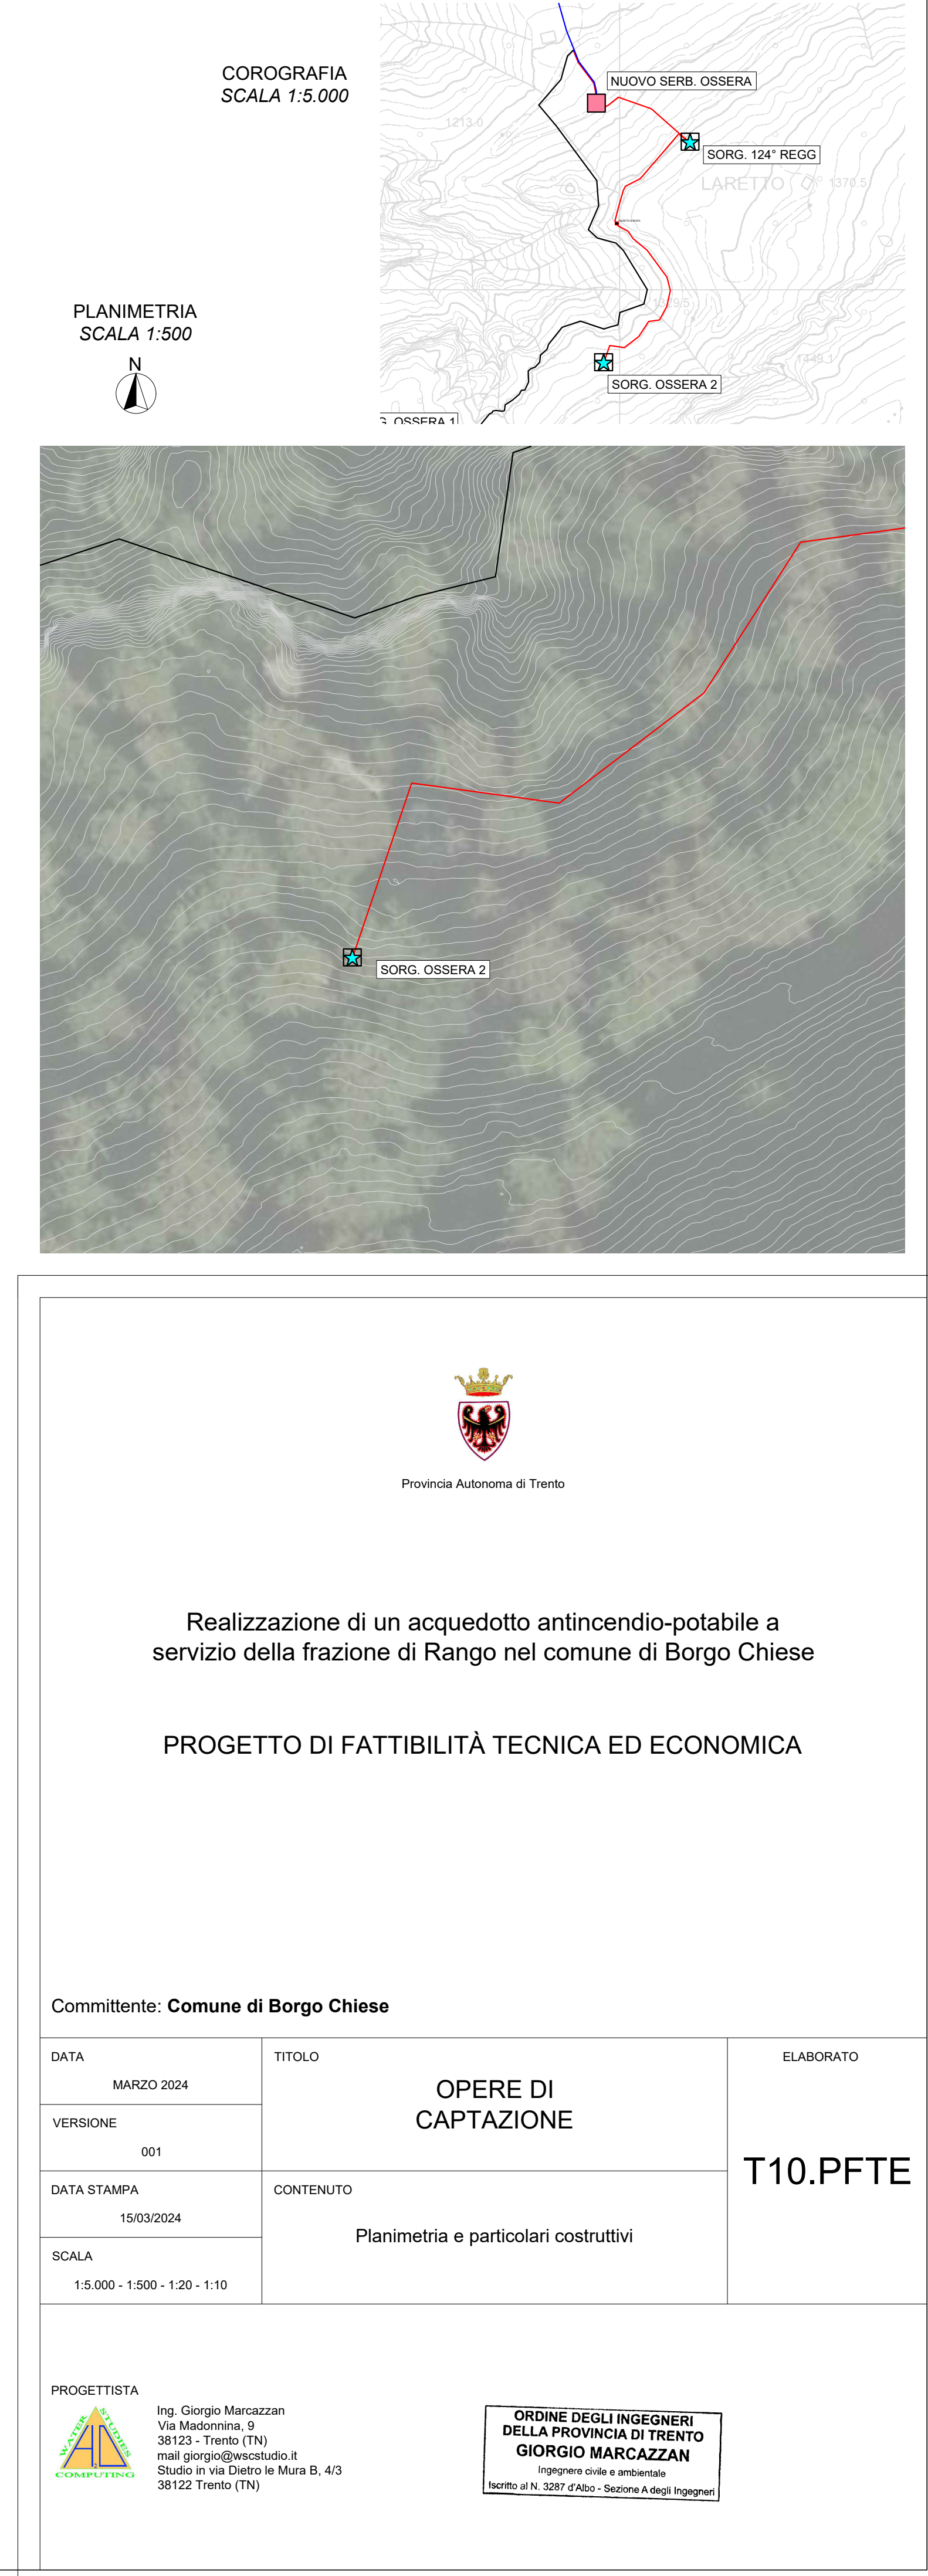 COROGRAFIA
SCALA 1:5.000
NUOVO SERB. OSSERA
1213.0
SORG. 124° REGG
LARETTO
1370.5
PLANIMETRIA
SCALA 1:500
N
1449.1
SORG. OSSERA 2
G. OSSERA 1
SORG. OSSERA 2
Provincia Autonoma di Trento
Realizzazione di un acquedotto antincendio-potabile a
servizio della frazione di Rango nel comune di Borgo Chiese
PROGETTO DI FATTIBILITÀ TECNICA ED ECONOMICA
Committente: Comune di Borgo Chiese
DATA
MARZO 2024
VERSIONE
001
DATA STAMPA
15/03/2024
SCALA
1:5.000 - 1:500 - 1:20 - 1:10
TITOLO
OPERE DI
CAPTAZIONE
CONTENUTO
Planimetria e particolari costruttivi
ELABORATO
T10.PFTE
PROGETTISTA
WATER STUDIES
COMPUTING
Ing. Giorgio Marcazzan
Via Madonnina, 9
38123 - Trento (TN)
mail giorgio@wscstudio.it
Studio in via Dietro le Mura B, 4/3
38122 Trento (TN)
ORDINE DEGLI INGEGNERI
DELLA PROVINCIA DI TRENTO
GIORGIO MARCAZZAN
Ingegnere civile e ambientale
Iscritto al N. 3287 d'Albo - Sezione A degli Ingegneri